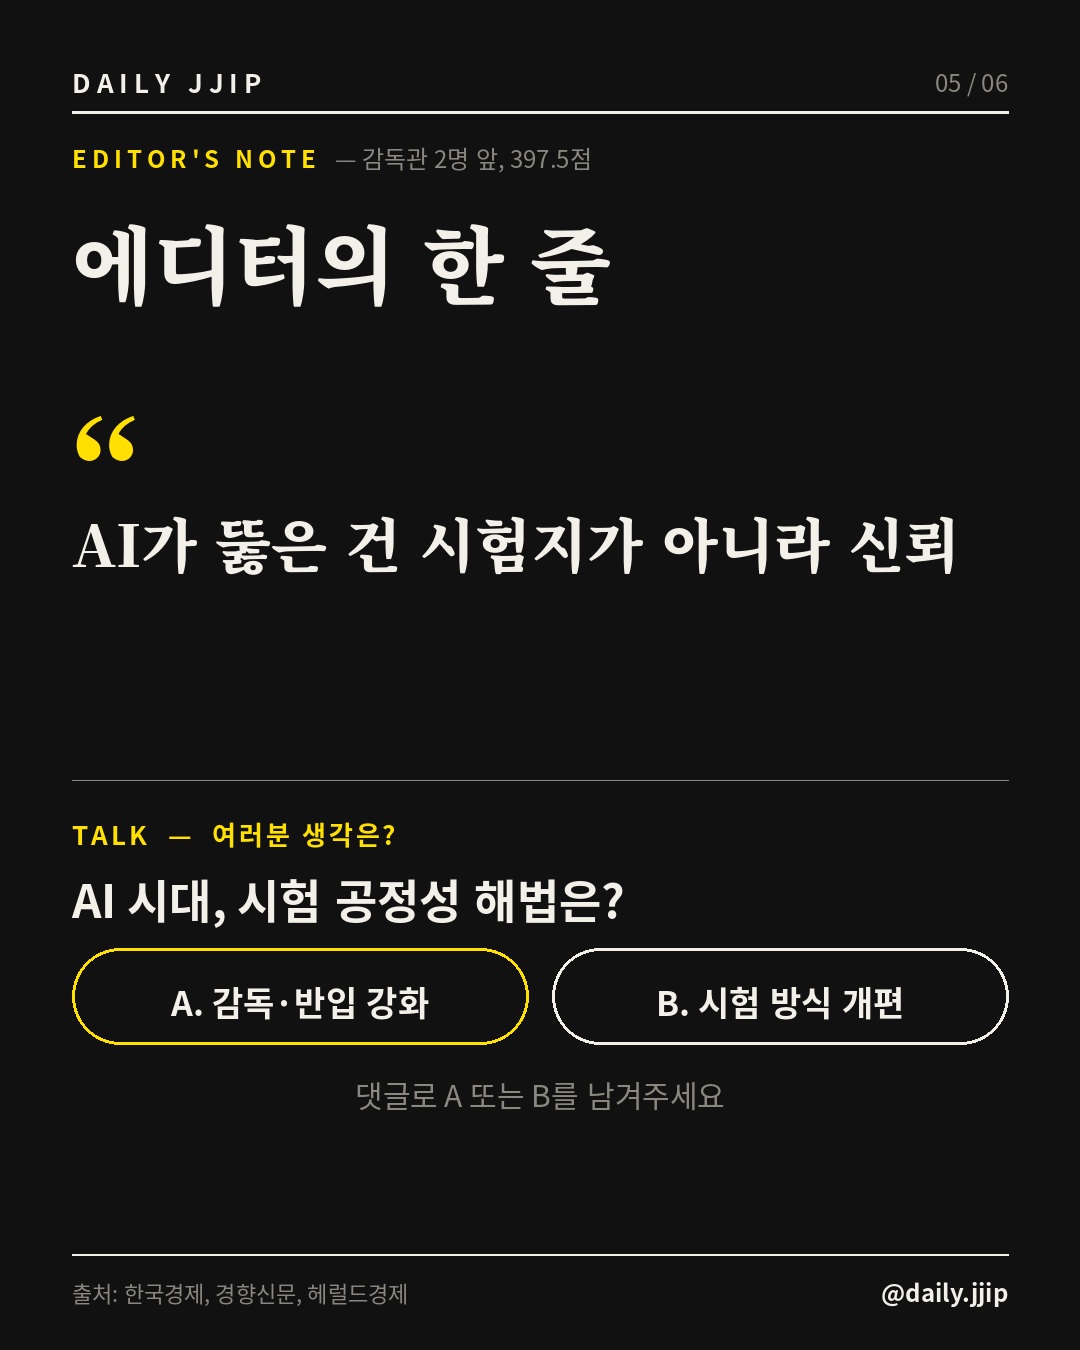 DAILY JJIP
05 / 06
EDITOR'S NOTE — 감독관 2명 앞, 397.5점
에디터의 한 줄
“
AI가 뚫은 건 시험지가 아니라 신뢰
TALK — 여러분 생각은?
AI 시대, 시험 공정성 해법은?
A. 감독·반입 강화
B. 시험 방식 개편
댓글로 A 또는 B를 남겨주세요
출처: 한국경제, 경향신문, 헤럴드경제
@daily.jjip